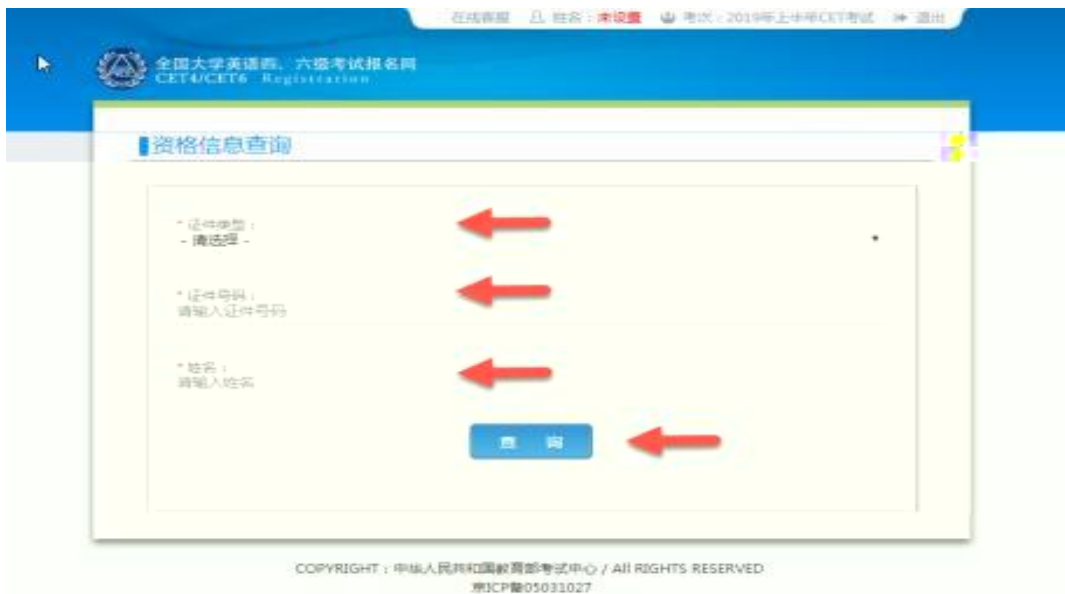 在线客服 姓名：未设置 考次：2019年上半年CET考试 退出
全国大学英语四、六级考试报名网
CET4/CET6 Registration
资格信息查询
* 证件类型：
- 请选择 -
* 证件号码：
请输入证件号码
* 姓名：
请输入姓名
查 询
COPYRIGHT：中华人民共和国教育部考试中心 / All RIGHTS RESERVED
京ICP备05031027